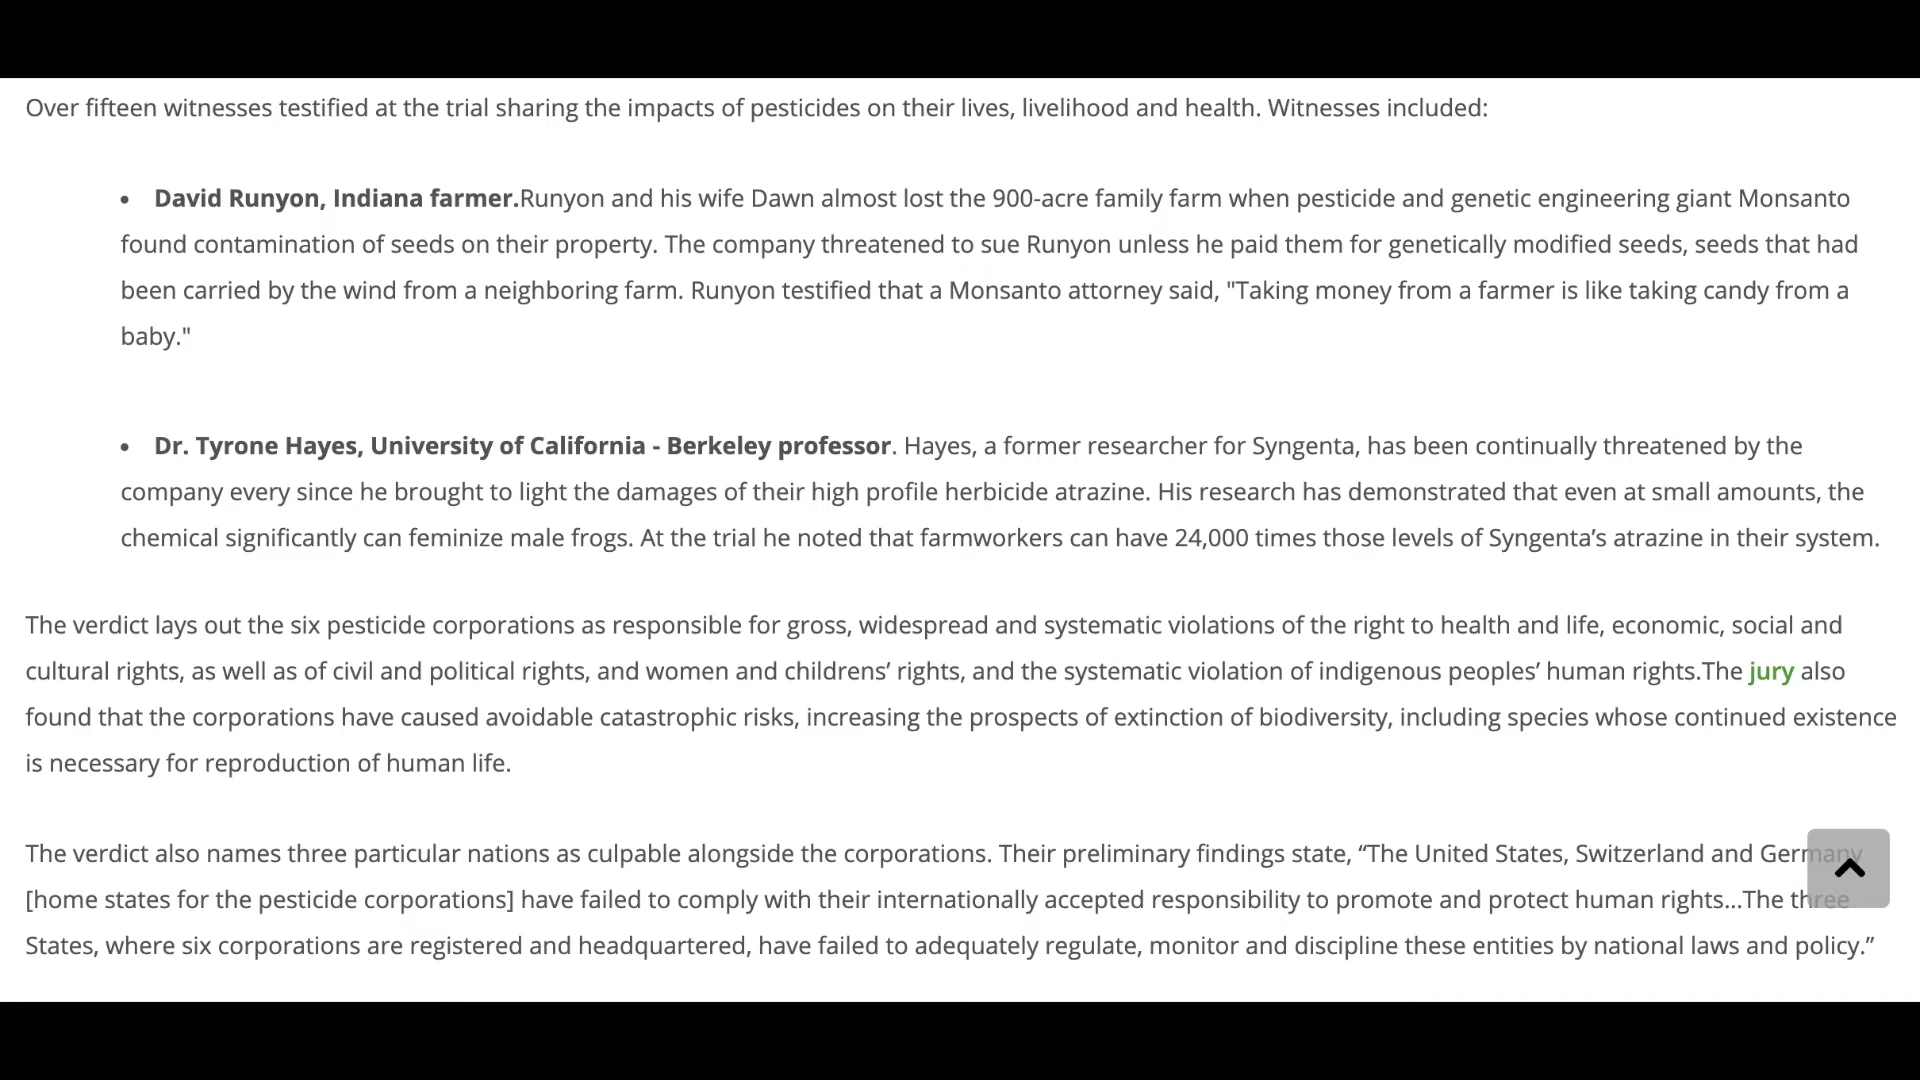 Over fifteen witnesses testified at the trial sharing the impacts of pesticides on their lives, livelihood and health. Witnesses included:
• David Runyon, Indiana farmer.Runyon and his wife Dawn almost lost the 900-acre family farm when pesticide and genetic engineering giant Monsanto
found contamination of seeds on their property. The company threatened to sue Runyon unless he paid them for genetically modified seeds, seeds that had
been carried by the wind from a neighboring farm. Runyon testified that a Monsanto attorney said, "Taking money from a farmer is like taking candy from a
baby."
• Dr. Tyrone Hayes, University of California - Berkeley professor. Hayes, a former researcher for Syngenta, has been continually threatened by the
company every since he brought to light the damages of their high profile herbicide atrazine. His research has demonstrated that even at small amounts, the
chemical significantly can feminize male frogs. At the trial he noted that farmworkers can have 24,000 times those levels of Syngenta’s atrazine in their system.
The verdict lays out the six pesticide corporations as responsible for gross, widespread and systematic violations of the right to health and life, economic, social and
cultural rights, as well as of civil and political rights, and women and childrens’ rights, and the systematic violation of indigenous peoples’ human rights.The jury also
found that the corporations have caused avoidable catastrophic risks, increasing the prospects of extinction of biodiversity, including species whose continued existence
is necessary for reproduction of human life.
The verdict also names three particular nations as culpable alongside the corporations. Their preliminary findings state, “The United States, Switzerland and Germany
[home states for the pesticide corporations] have failed to comply with their internationally accepted responsibility to promote and protect human rights...The three
States, where six corporations are registered and headquartered, have failed to adequately regulate, monitor and discipline these entities by national laws and policy.”